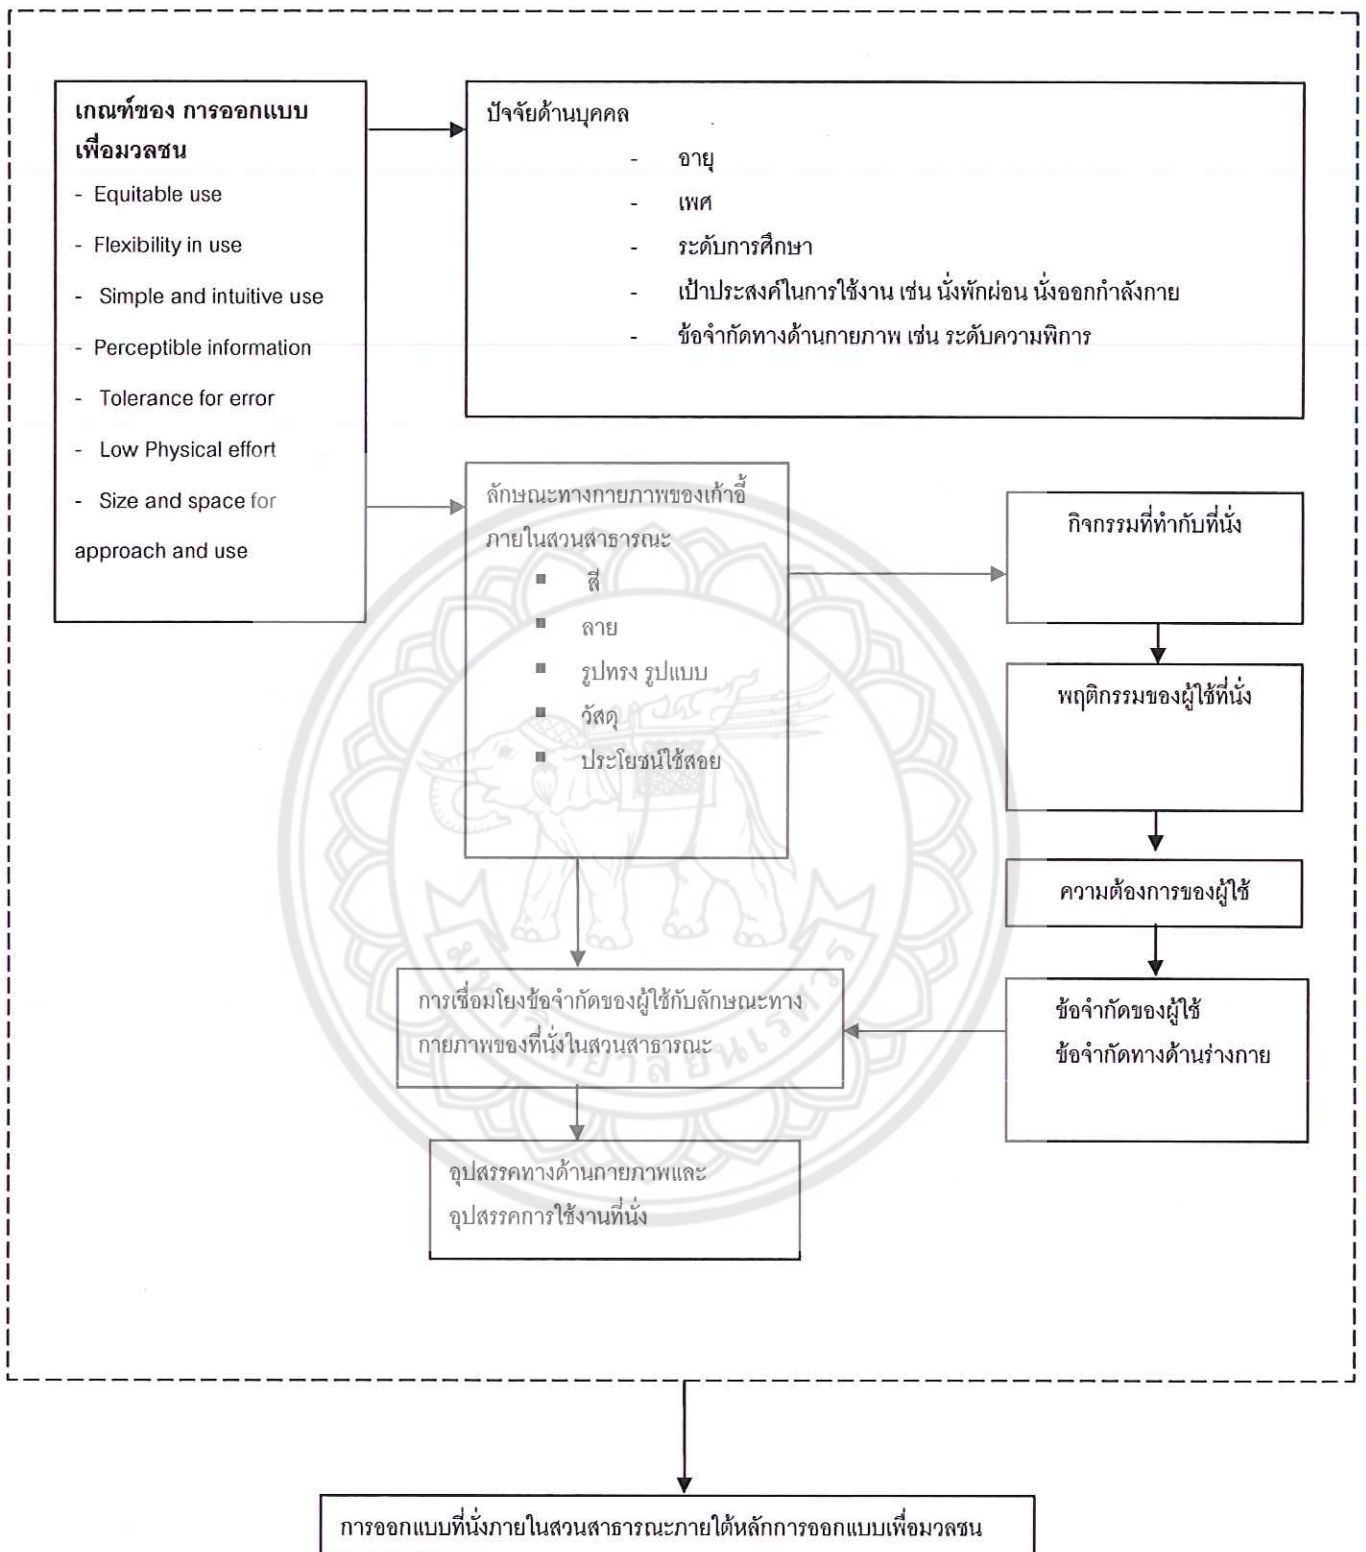 เกณฑ์ของ การออกแบบ
เพื่อมวลชน
- Equitable use
- Flexibility in use
- Simple and intuitive use
- Perceptible information
- Tolerance for error
- Low Physical effort
- Size and space for
approach and use
ปัจจัยด้านบุคคล
- อายุ
- เพศ
- ระดับการศึกษา
- เป้าประสงค์ในการใช้งาน เช่น นั่งพักผ่อน นั่งออกกำลังกาย
- ข้อจำกัดทางด้านกายภาพ เช่น ระดับความพิการ
ลักษณะทางกายภาพของเก้าอี้
ภายในสวนสาธารณะ
▪ สี
▪ ลาย
▪ รูปทรง รูปแบบ
▪ วัสดุ
▪ ประโยชน์ใช้สอย
กิจกรรมที่ทำกับที่นั่ง
พฤติกรรมของผู้ใช้ที่นั่ง
ความต้องการของผู้ใช้
ข้อจำกัดของผู้ใช้
ข้อจำกัดทางด้านร่างกาย
การเชื่อมโยงข้อจำกัดของผู้ใช้กับลักษณะทาง
กายภาพของที่นั่งในสวนสาธารณะ
อุปสรรคทางด้านกายภาพและ
อุปสรรคการใช้งานที่นั่ง
มหาวิทยาลัยนเรศวร
การออกแบบที่นั่งภายในสวนสาธารณะภายใต้หลักการออกแบบเพื่อมวลชน